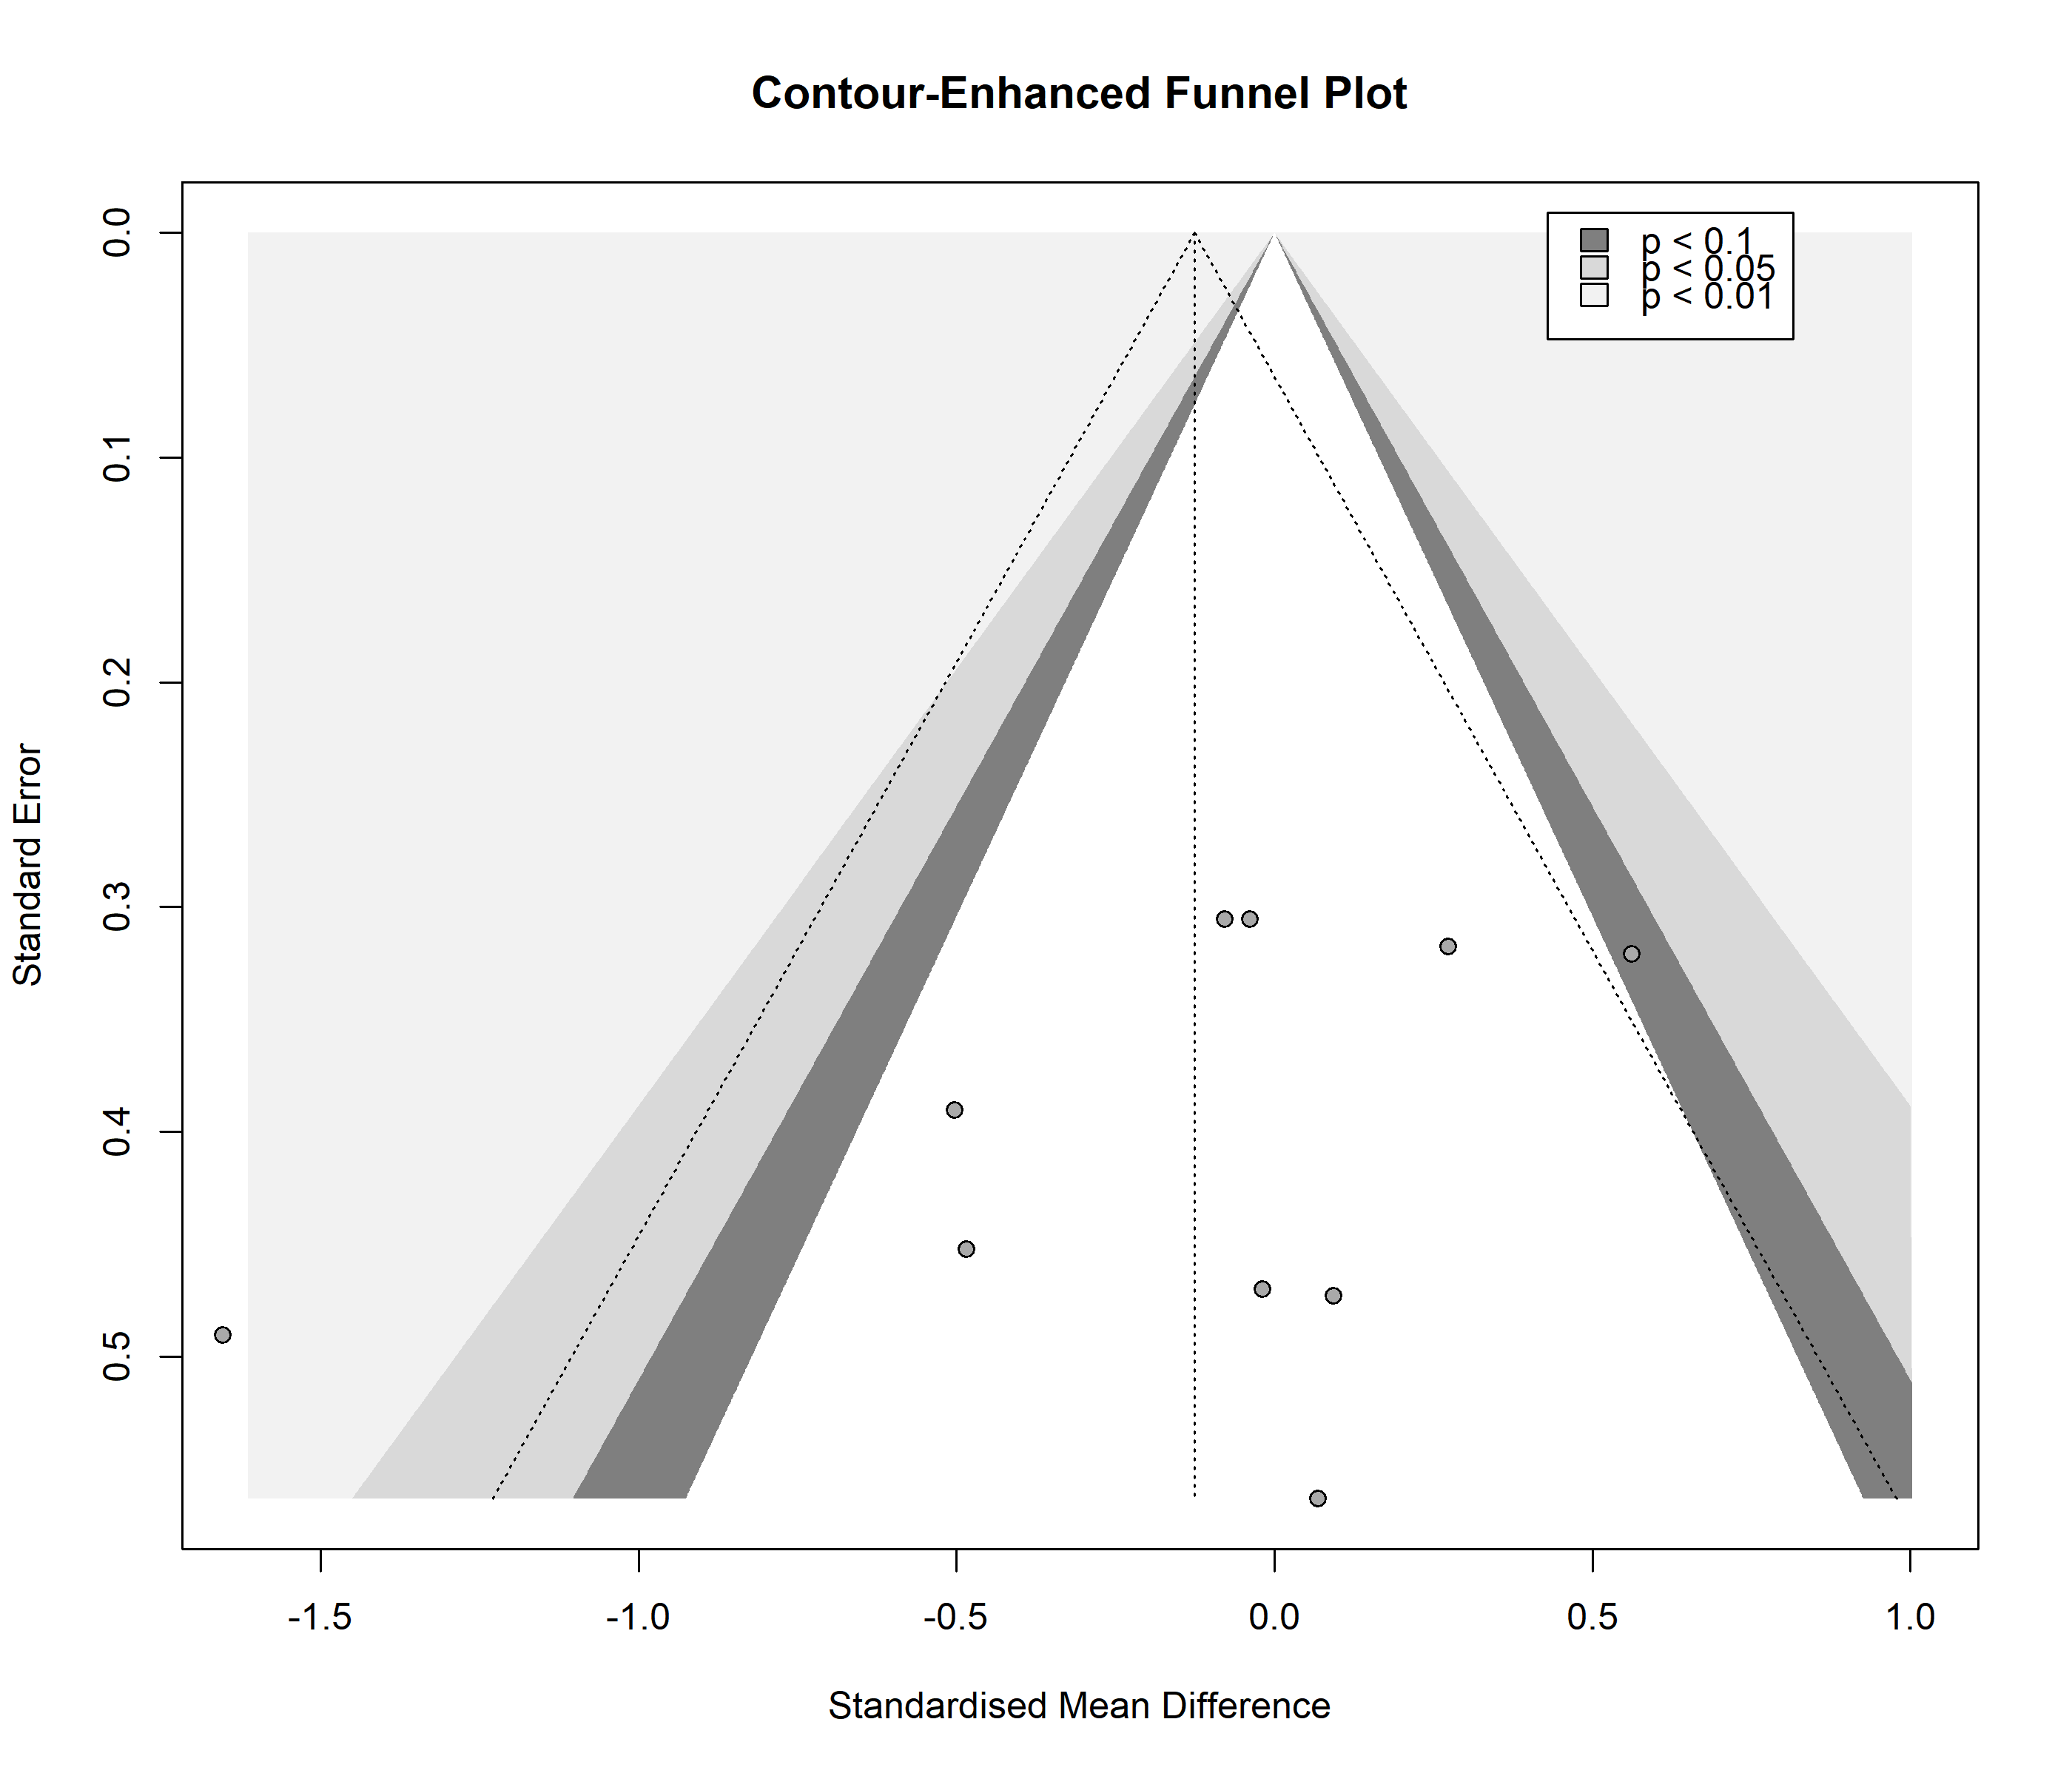 Contour-Enhanced Funnel Plot
p < 0.1
p < 0.05
p < 0.01
0.0
0.1
0.2
0.3
0.4
0.5
Standard Error
-1.5 -1.0 -0.5 0.0 0.5 1.0
Standardised Mean Difference